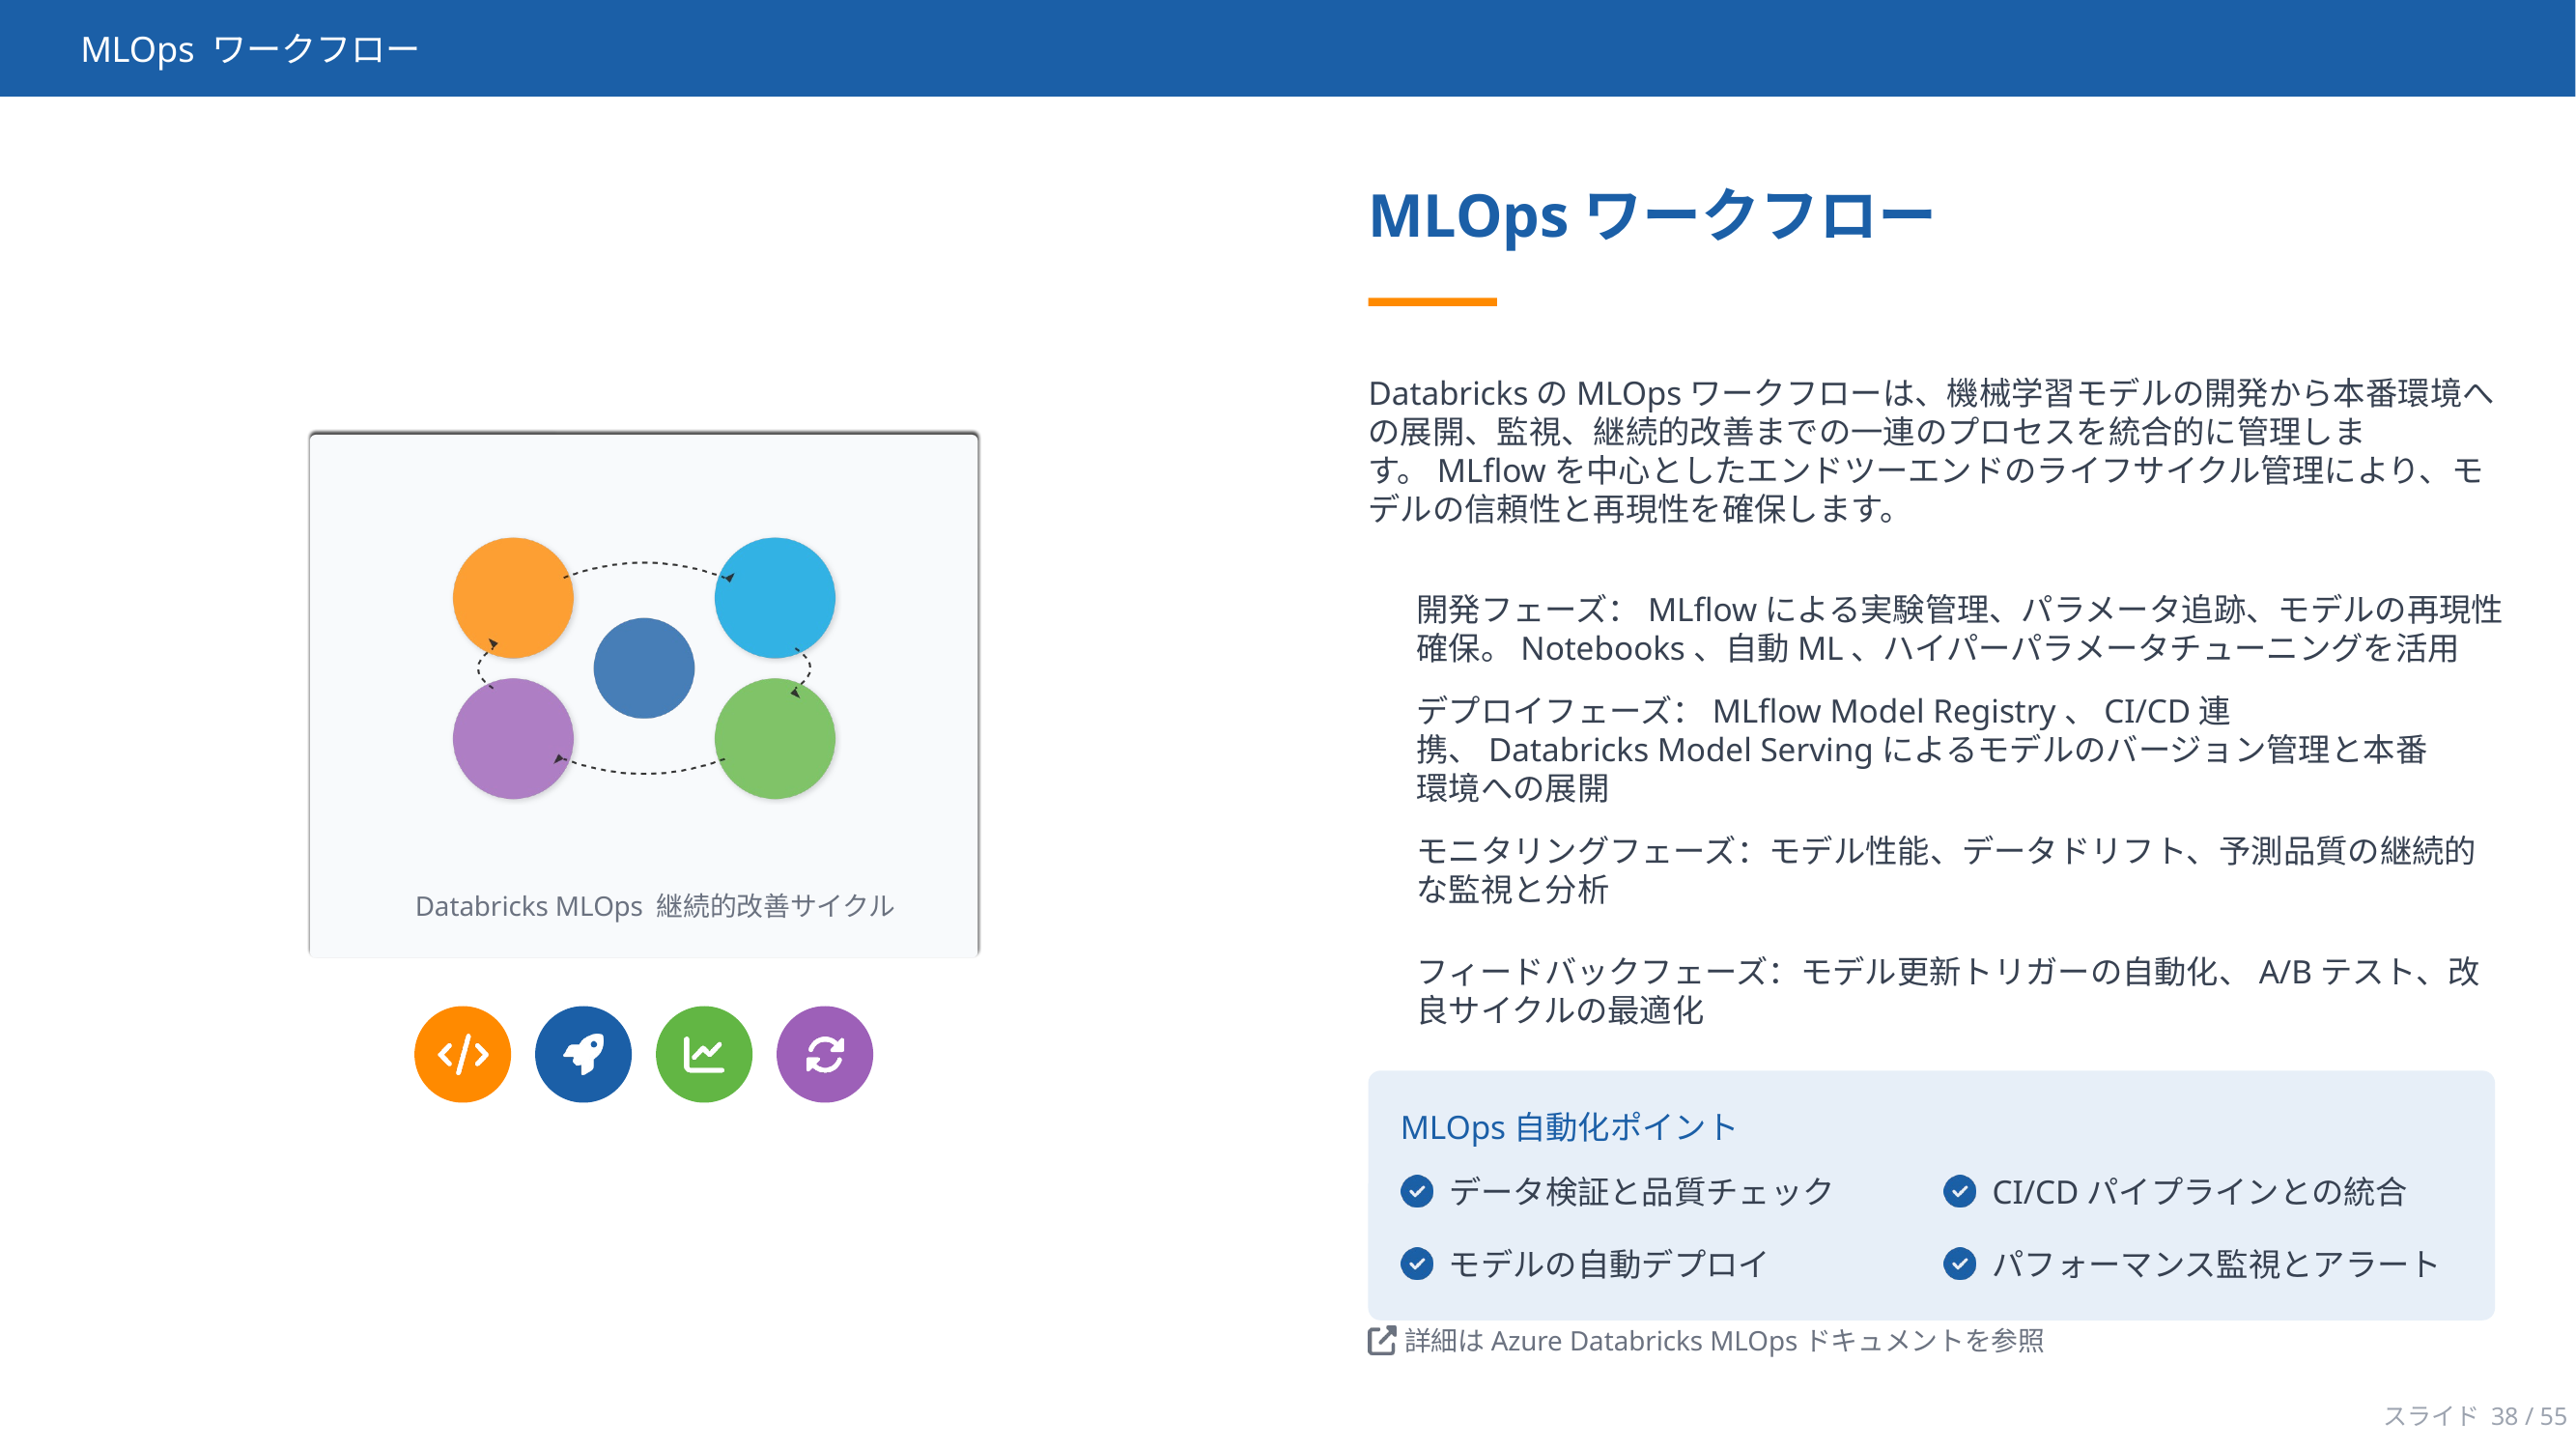 MLOps ワークフロー
MLOps ワークフロー
Databricks の MLOps ワークフローは、機械学習モデルの開発から本番環境へ
の展開、監視、継続的改善までの一連のプロセスを統合的に管理しま
す。 MLflow を中心としたエンドツーエンドのライフサイクル管理により、モ
デルの信頼性と再現性を確保します。
開発フェーズ： MLflow による実験管理、パラメータ追跡、モデルの再現性
確保。 Notebooks 、自動 ML 、ハイパーパラメータチューニングを活用
デプロイフェーズ： MLflow Model Registry 、 CI/CD 連
携、 Databricks Model Serving によるモデルのバージョン管理と本番
環境への展開
モニタリングフェーズ：モデル性能、データドリフト、予測品質の継続的
な監視と分析
フィードバックフェーズ：モデル更新トリガーの自動化、 A/B テスト、改
良サイクルの最適化
Databricks MLOps 継続的改善サイクル
MLOps 自動化ポイント
データ検証と品質チェック
CI/CD パイプラインとの統合
モデルの自動デプロイ
パフォーマンス監視とアラート
詳細は Azure Databricks MLOps ドキュメントを参照
スライド 38 / 55